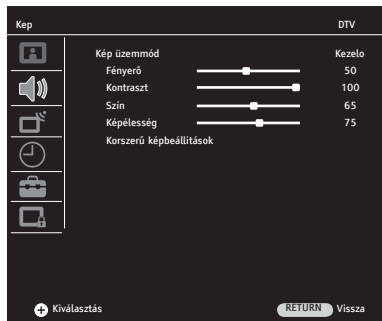 Kep DTV
Kép üzemmód Kezelo
Fényerő 50
Kontraszt 100
Szín 65
Képélesség 75
Korszerű képbeállítások
Kiválasztás RETURN Vissza